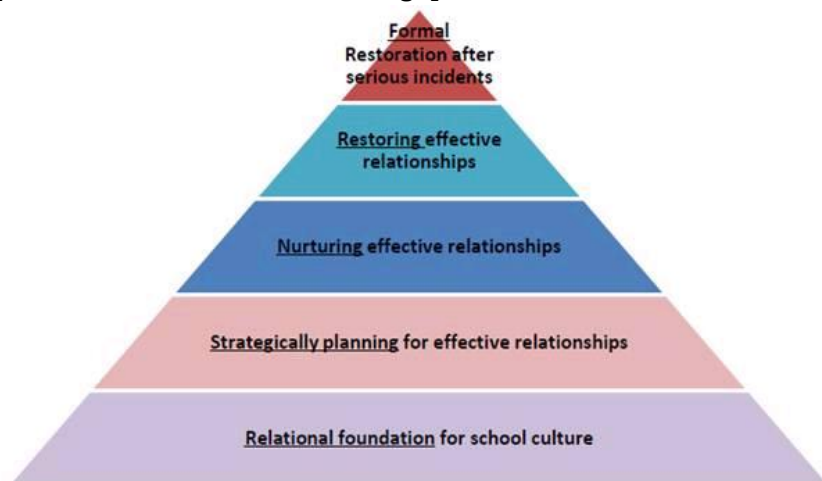 Formal
Restoration after
serious incidents
Restoring effective
relationships
Nurturing effective relationships
Strategically planning for effective relationships
Relational foundation for school culture